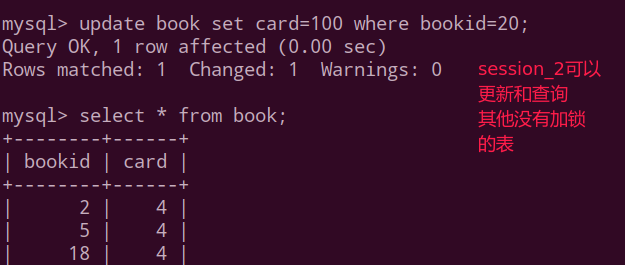 mysql> update book set card=100 where bookid=20;
Query OK, 1 row affected (0.00 sec)
Rows matched: 1  Changed: 1  Warnings: 0
session_2可以
更新和查询
其他没有加锁
的表
mysql> select * from book;
+--------+------+
| bookid | card |
+--------+------+
|      2 |    4 |
|      5 |    4 |
|     18 |    4 |